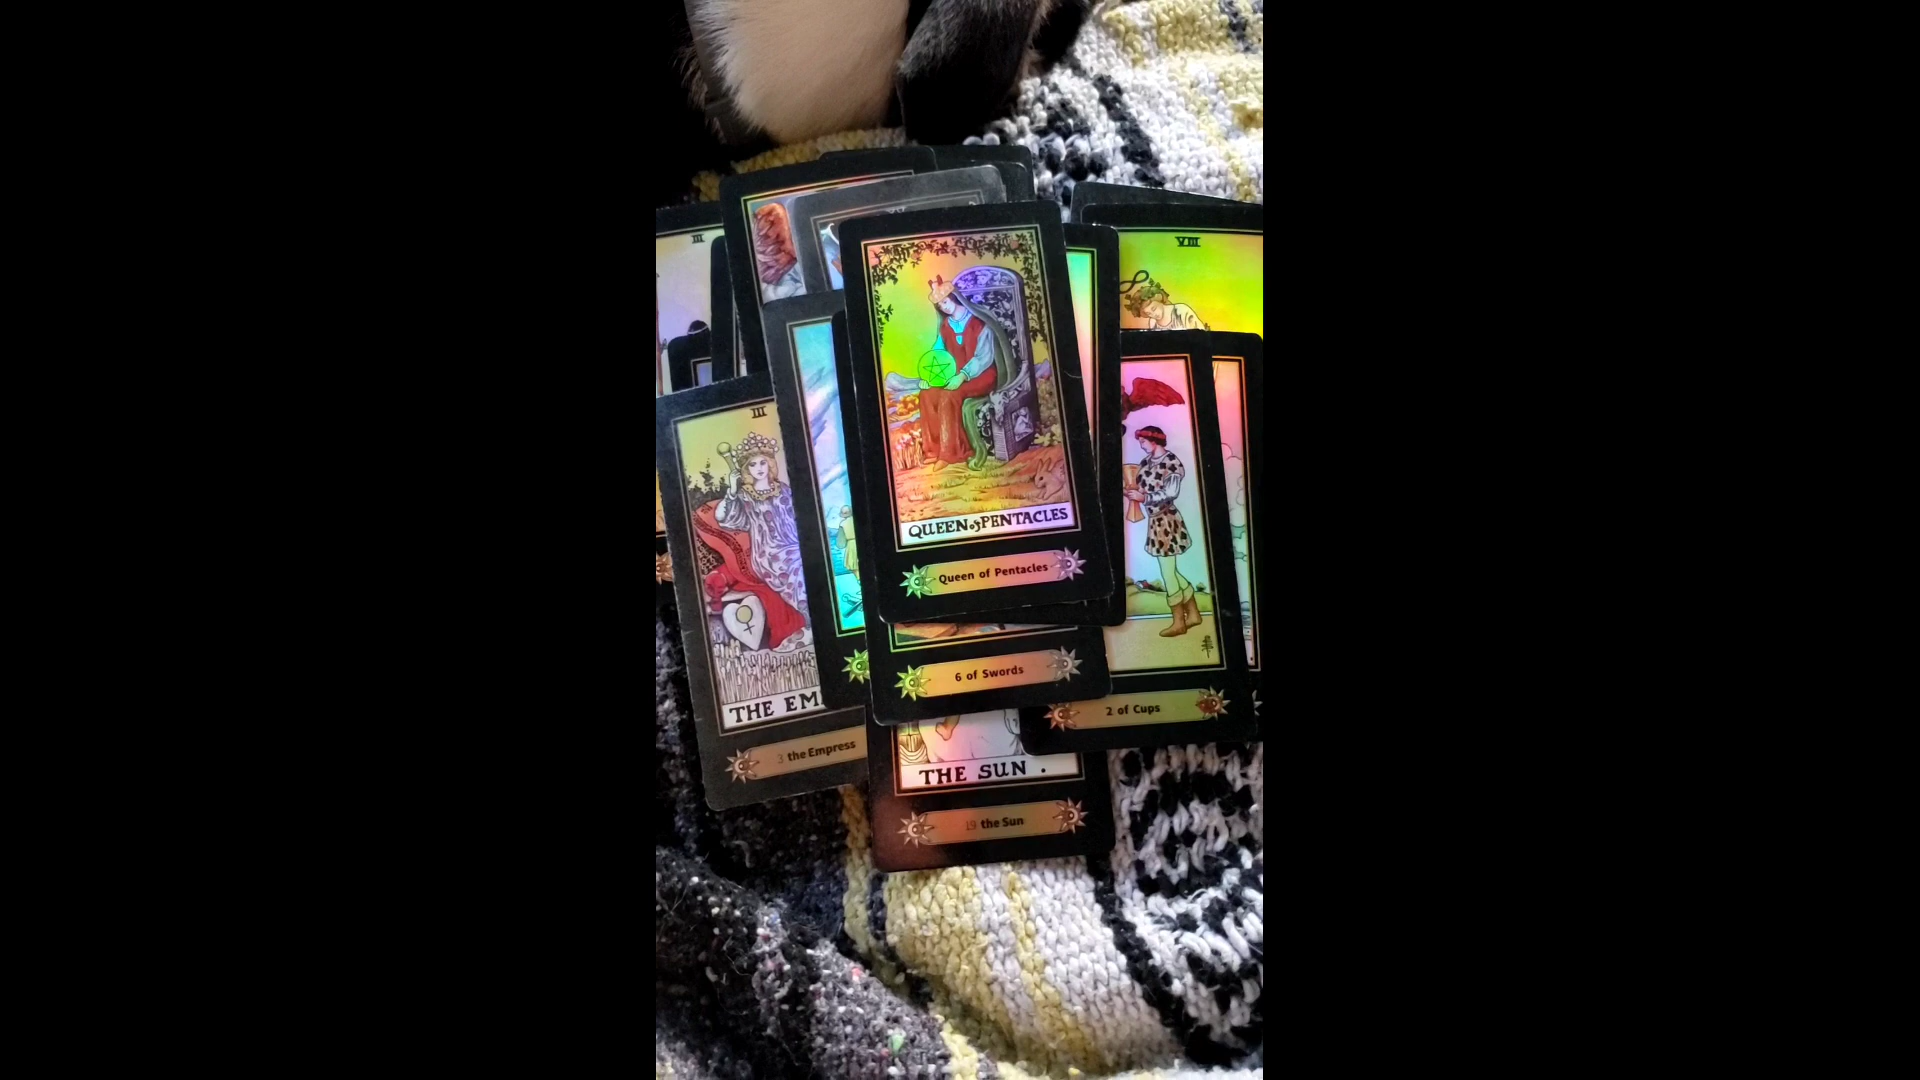 III
XV
VIII
III
QUEEN of PENTACLES
Queen of Pentacles
6 of Swords
2 of Cups
THE EM
3 the Empress
THE SUN .
19 the Sun